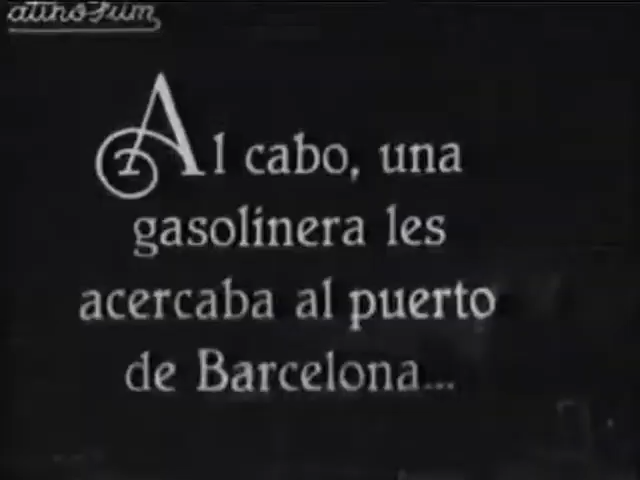 Al cabo, una
gasolinera les
acercaba al puerto
de Barcelona...